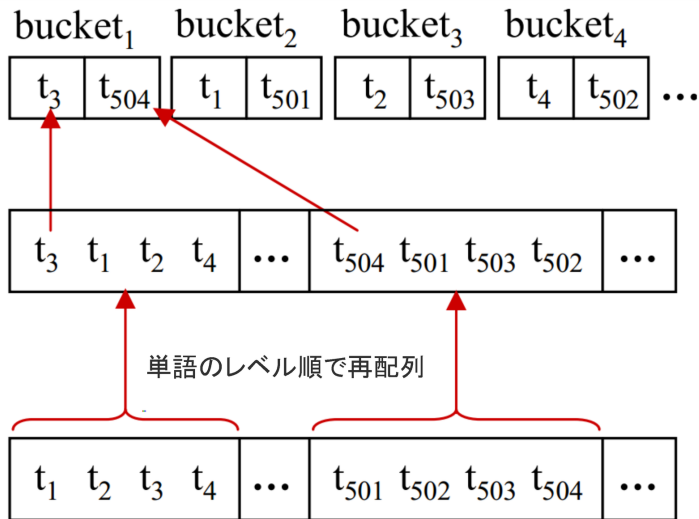 bucket₁ bucket₂ bucket₃ bucket₄
t₃ t₅₀₄ t₁ t₅₀₁ t₂ t₅₀₃ t₄ t₅₀₂ ...
t₃ t₁ t₂ t₄ ... t₅₀₄ t₅₀₁ t₅₀₃ t₅₀₂ ...
単語のレベル順で再配列
t₁ t₂ t₃ t₄ ... t₅₀₁ t₅₀₂ t₅₀₃ t₅₀₄ ...